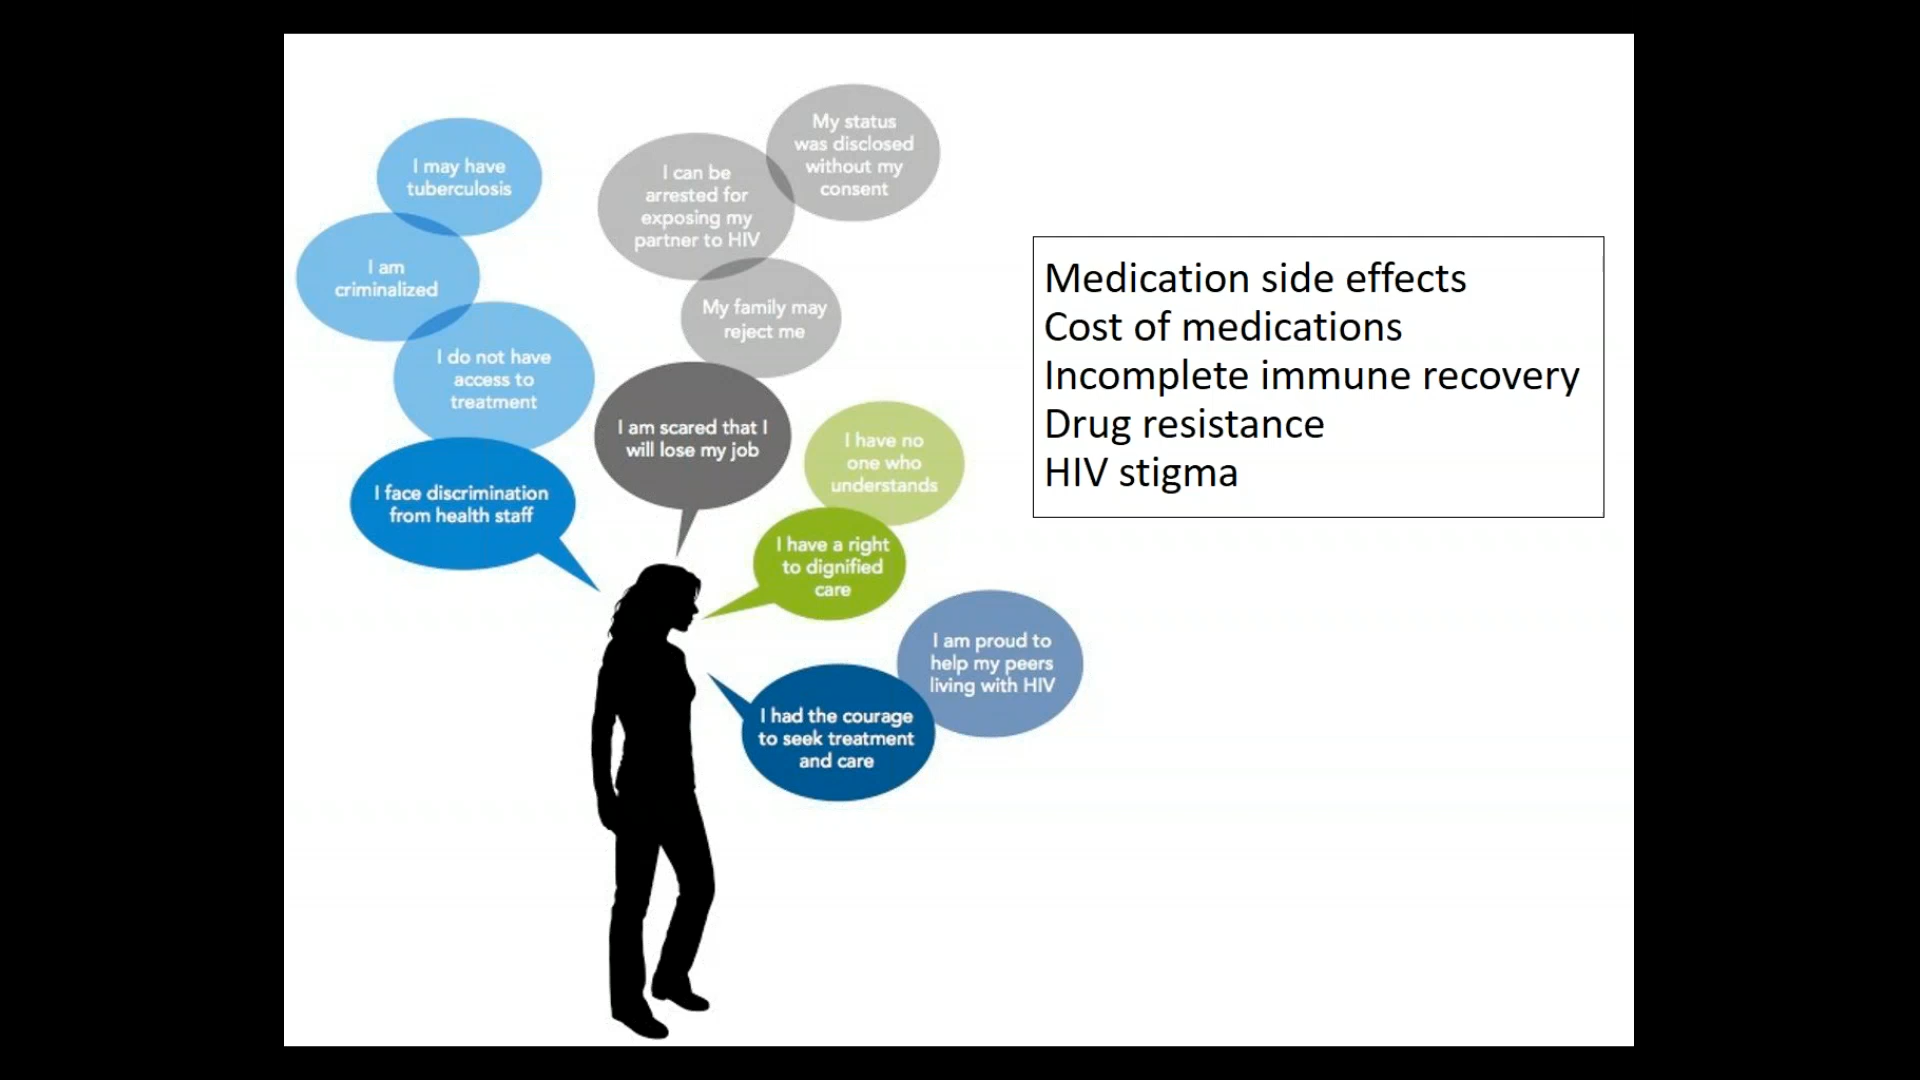 I may have
tuberculosis
I am
criminalized
I do not have
access to
treatment
I face discrimination
from health staff
My status
was disclosed
without my
consent
I can be
arrested for
exposing my
partner to HIV
My family may
reject me
I am scared that I
will lose my job
I have no
one who
understands
I have a right
to dignified
care
I am proud to
help my peers
living with HIV
I had the courage
to seek treatment
and care
Medication side effects
Cost of medications
Incomplete immune recovery
Drug resistance
HIV stigma